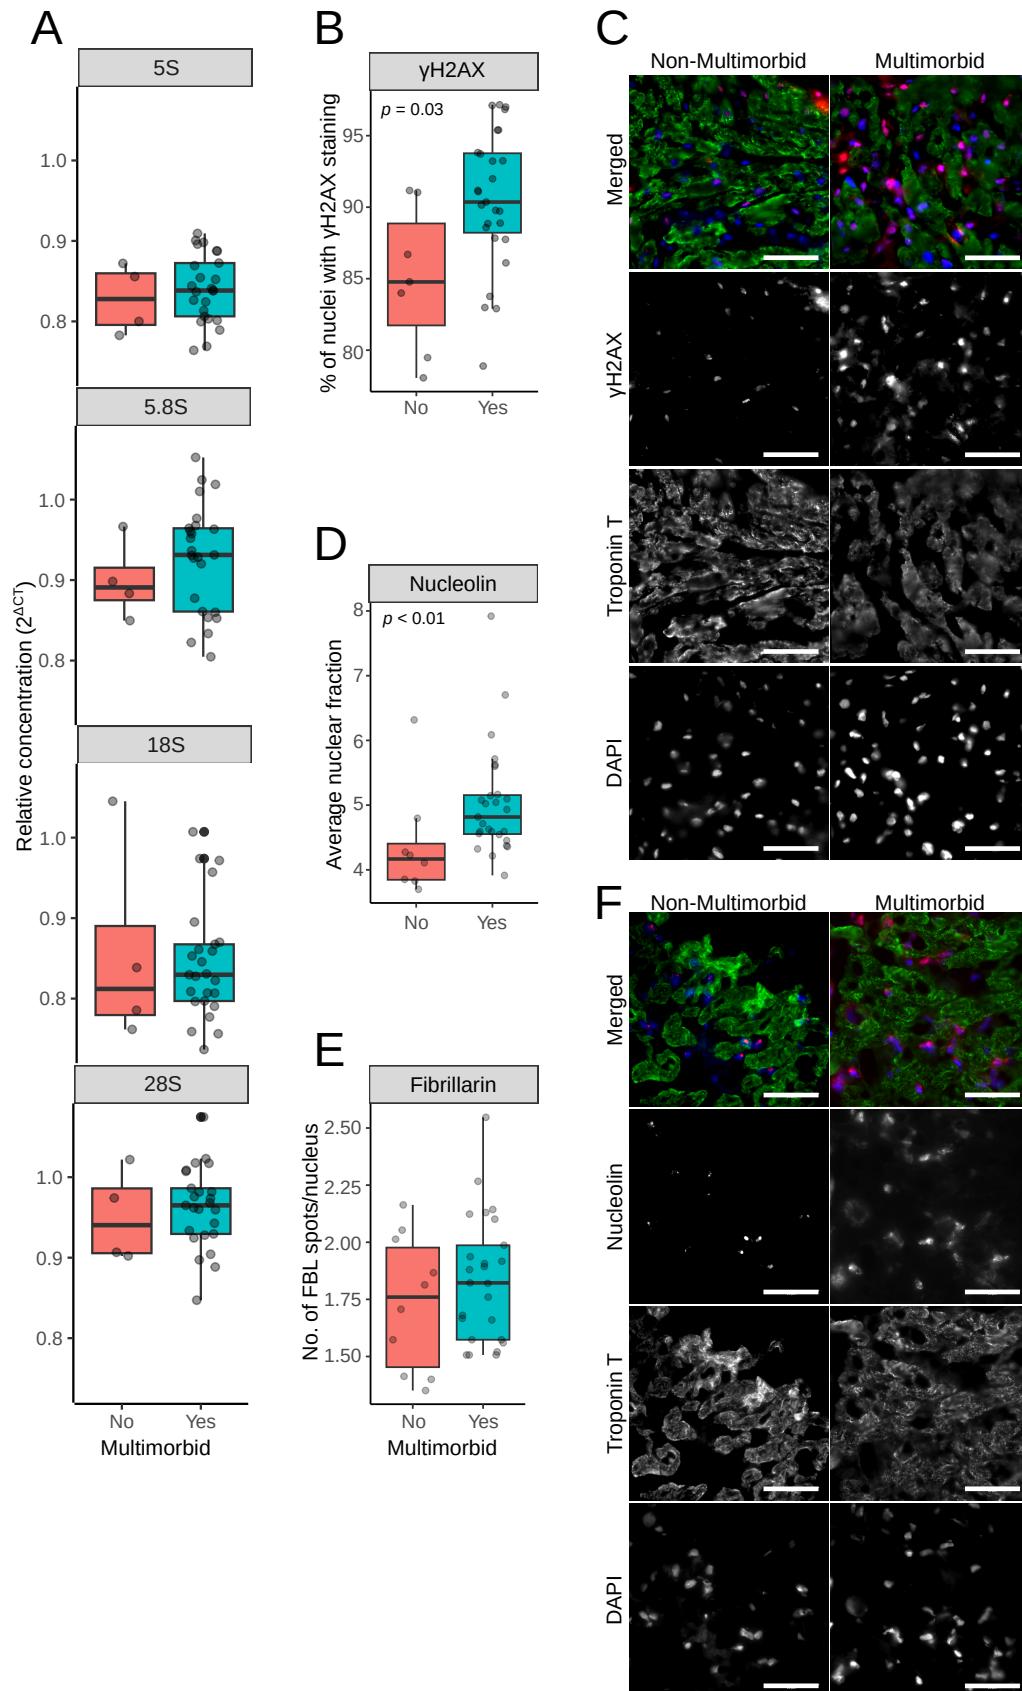 A
5S
1.0
0.9
0.8
5.8S
1.0
0.9
0.8
18S
1.0
0.9
0.8
28S
1.0
0.9
0.8
No Yes
Multimorbid
Relative concentration (2^ΔCT)
B
γH2AX
p = 0.03
95
90
85
80
No Yes
% of nuclei with γH2AX staining
C
Non-Multimorbid Multimorbid
Merged
γH2AX
Troponin T
DAPI
D
Nucleolin
p < 0.01
8
7
6
5
4
No Yes
Average nuclear fraction
E
Fibrillarin
2.50
2.25
2.00
1.75
1.50
No Yes
Multimorbid
No. of FBL spots/nucleus
F
Non-Multimorbid Multimorbid
Merged
Nucleolin
Troponin T
DAPI